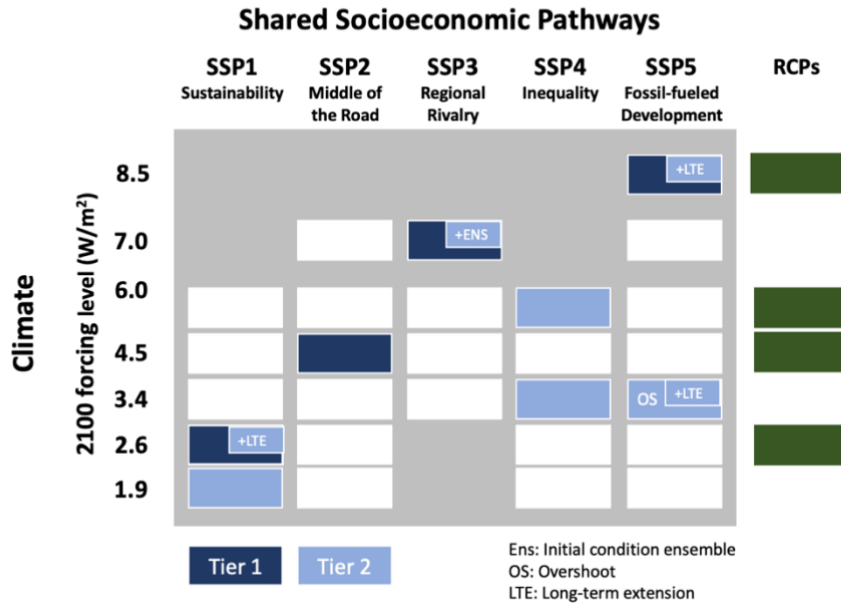 Shared Socioeconomic Pathways
SSP1 SSP2 SSP3 SSP4 SSP5 RCPs
Sustainability Middle of the Road Regional Rivalry Inequality Fossil-fueled Development
Climate
2100 forcing level (W/m²)
8.5 +LTE
7.0 +ENS
6.0
4.5
3.4 OS +LTE
2.6 +LTE
1.9
Tier 1 Tier 2
Ens: Initial condition ensemble
OS: Overshoot
LTE: Long-term extension